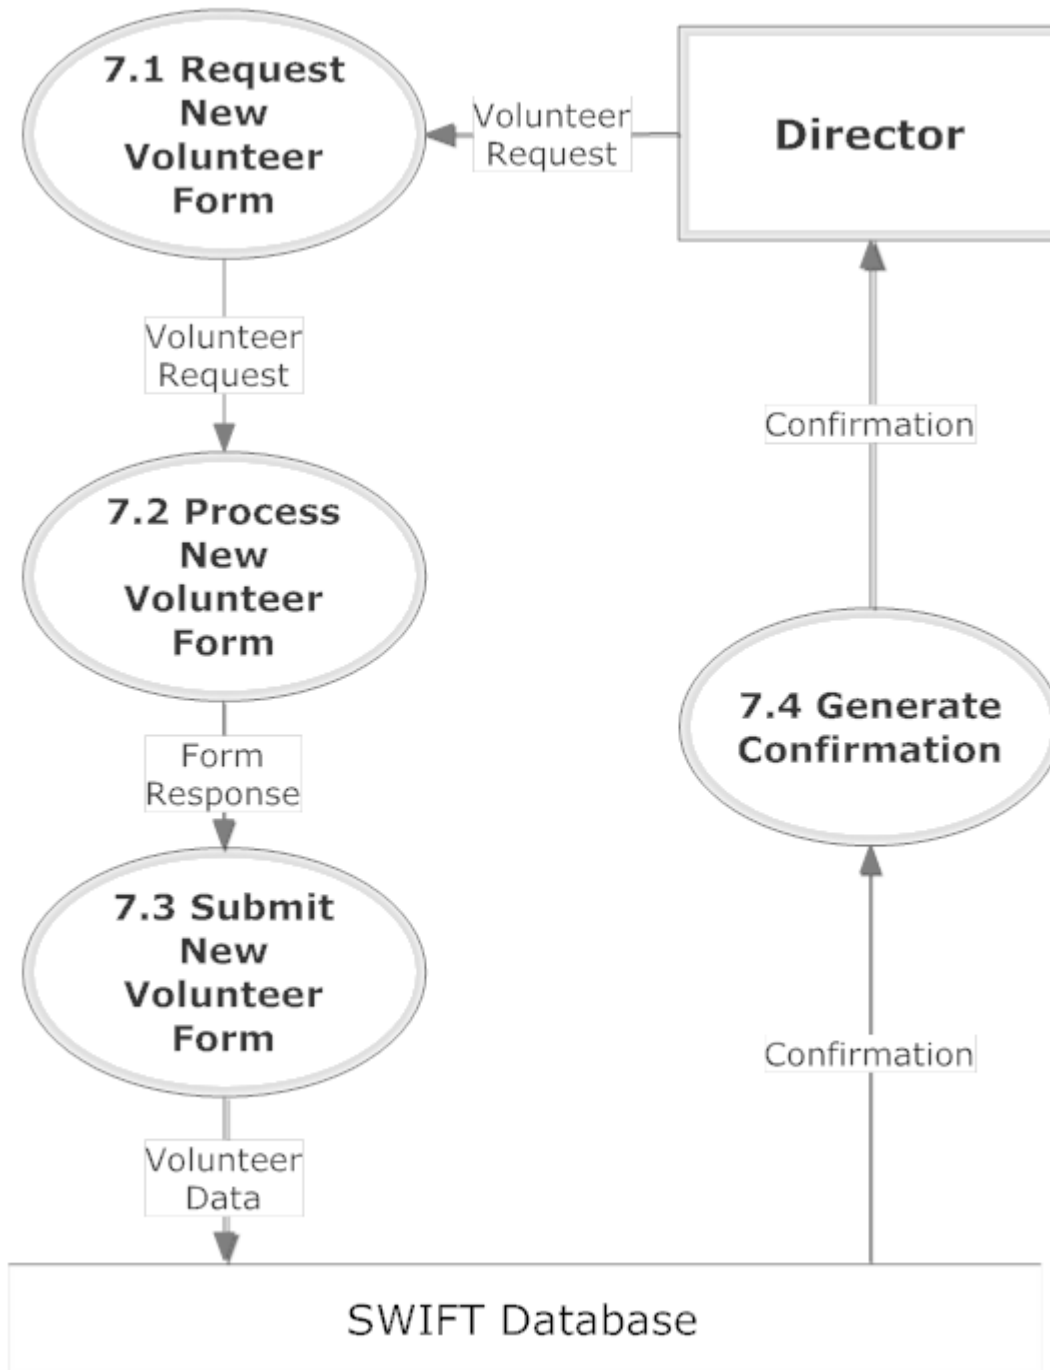 7.1 Request
New
Volunteer
Form
Volunteer
Request
Director
Volunteer
Request
Confirmation
7.2 Process
New
Volunteer
Form
7.4 Generate
Confirmation
Form
Response
7.3 Submit
New
Volunteer
Form
Confirmation
Volunteer
Data
SWIFT Database